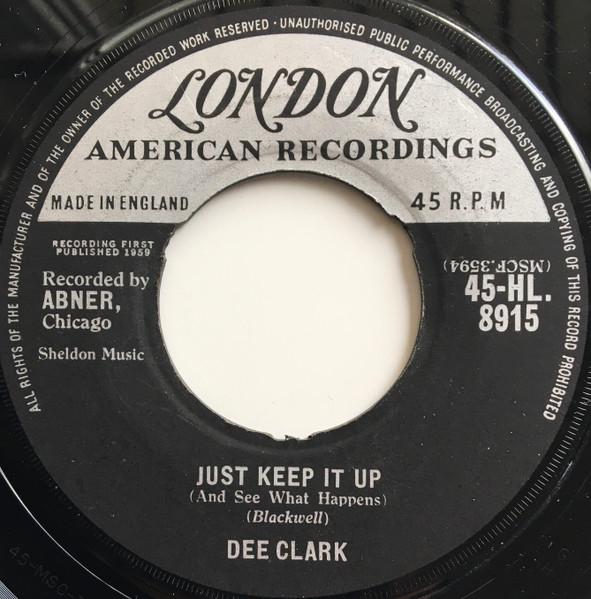 ALL RIGHTS OF THE MANUFACTURER AND OF THE OWNER OF THE RECORDED WORK RESERVED · UNAUTHORISED PUBLIC PERFORMANCE BROADCASTING AND COPYING OF THIS RECORD PROHIBITED
LONDON
AMERICAN RECORDINGS
MADE IN ENGLAND
45 R.P.M
RECORDING FIRST
PUBLISHED 1959
Recorded by
ABNER,
Chicago
Sheldon Music
(MSCF.3594)
45-HL.
8915
JUST KEEP IT UP
(And See What Happens)
(Blackwell)
DEE CLARK